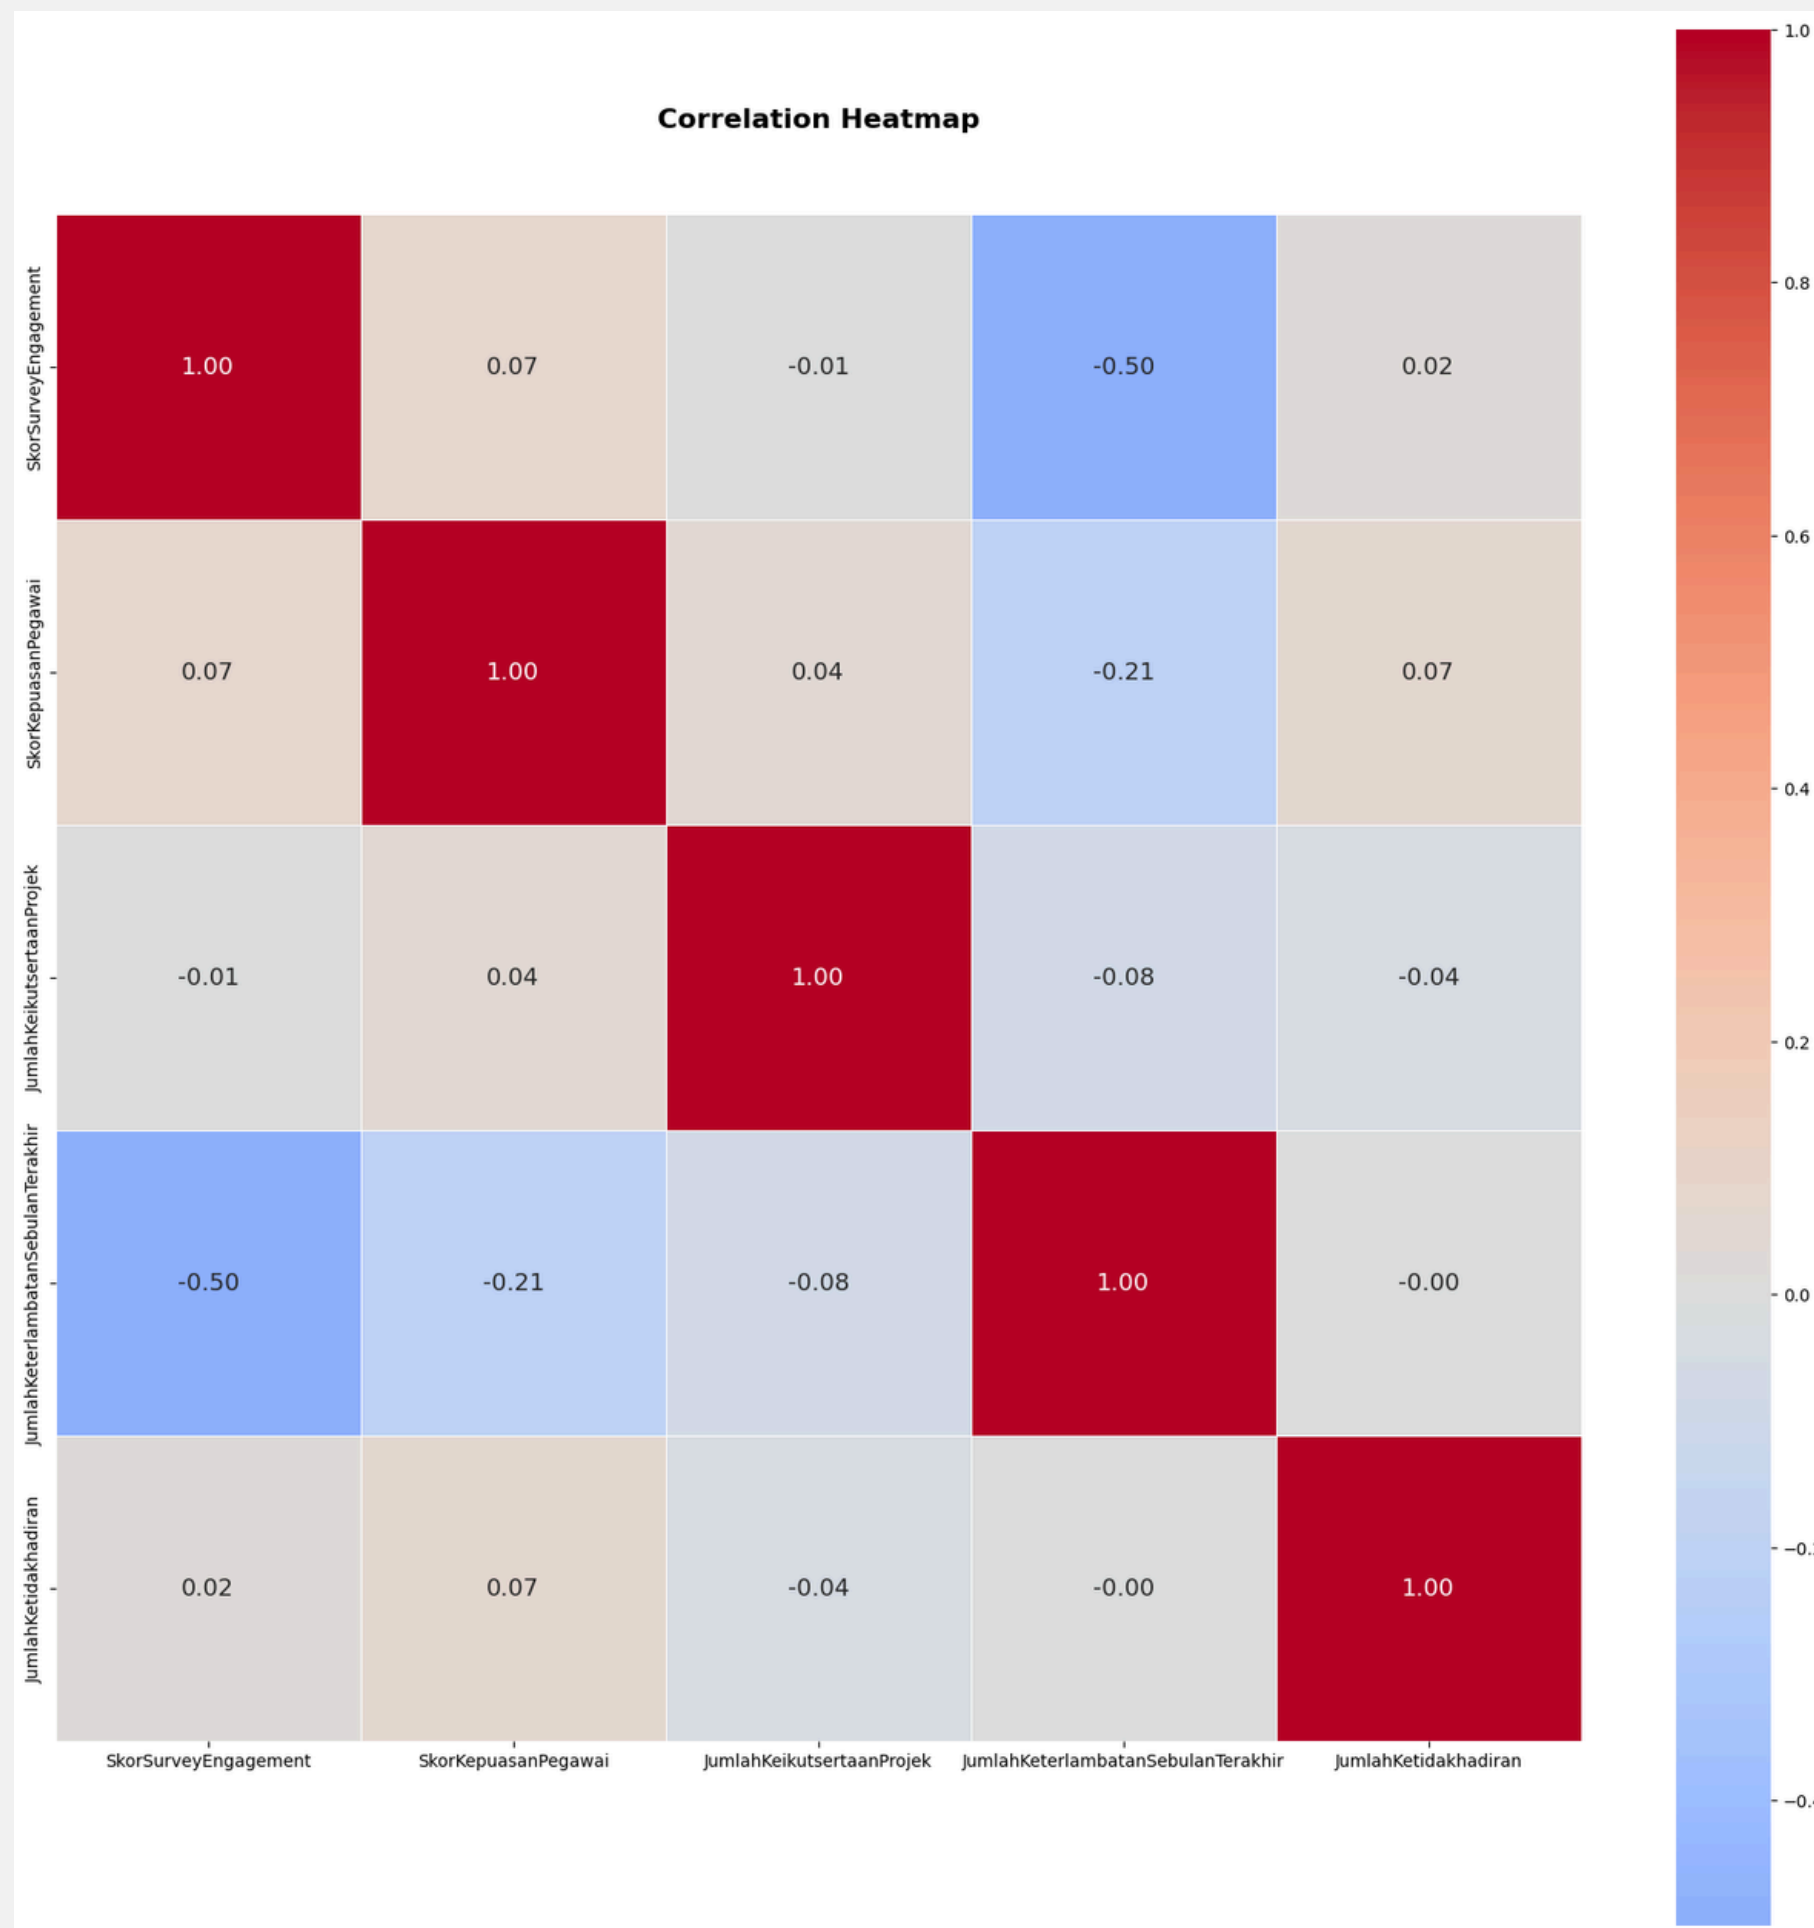 Correlation Heatmap
1.0
0.8
0.6
0.4
0.2
0.0
SkorSurveyEngagement
1.00 0.07 -0.01 -0.50 0.02
SkorKepuasanPegawai
0.07 1.00 0.04 -0.21 0.07
JumlahKeikutsertaanProjek
-0.01 0.04 1.00 -0.08 -0.04
JumlahKeterlambatanSebulanTerakhir
-0.50 -0.21 -0.08 1.00 -0.00
JumlahKetidakhadiran
0.02 0.07 -0.04 -0.00 1.00
SkorSurveyEngagement SkorKepuasanPegawai JumlahKeikutsertaanProjek JumlahKeterlambatanSebulanTerakhir JumlahKetidakhadiran